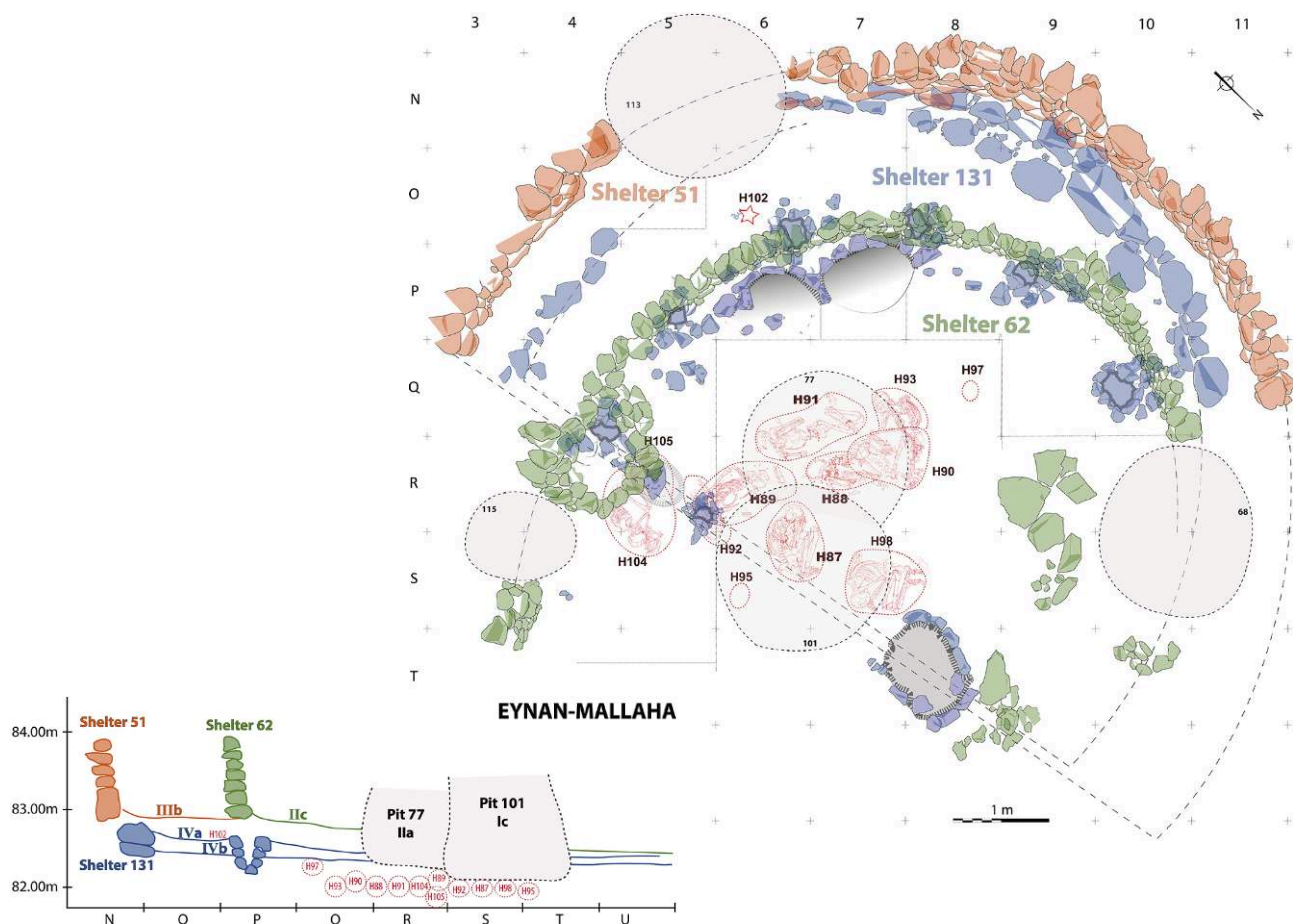 3 4 5 6 7 8 9 10 11
N
113
N
O
Shelter 51
H102
Shelter 131
P
Shelter 62
Q
77
H97
H93
H91
H105
R
H90
H89
H88
115
68
H92
H87
H98
H104
S
H95
101
T
EYNAN-MALLAHA
1 m
Shelter 51
Shelter 62
84.00m
83.00m
82.00m
IIIb
IIc
Pit 77
IIa
Pit 101
Ic
IVa
H102
IVb
Shelter 131
H97
H93 H90 H88 H91 H104 H89 H105 H92 H87 H98 H95
N O P Q R S T U